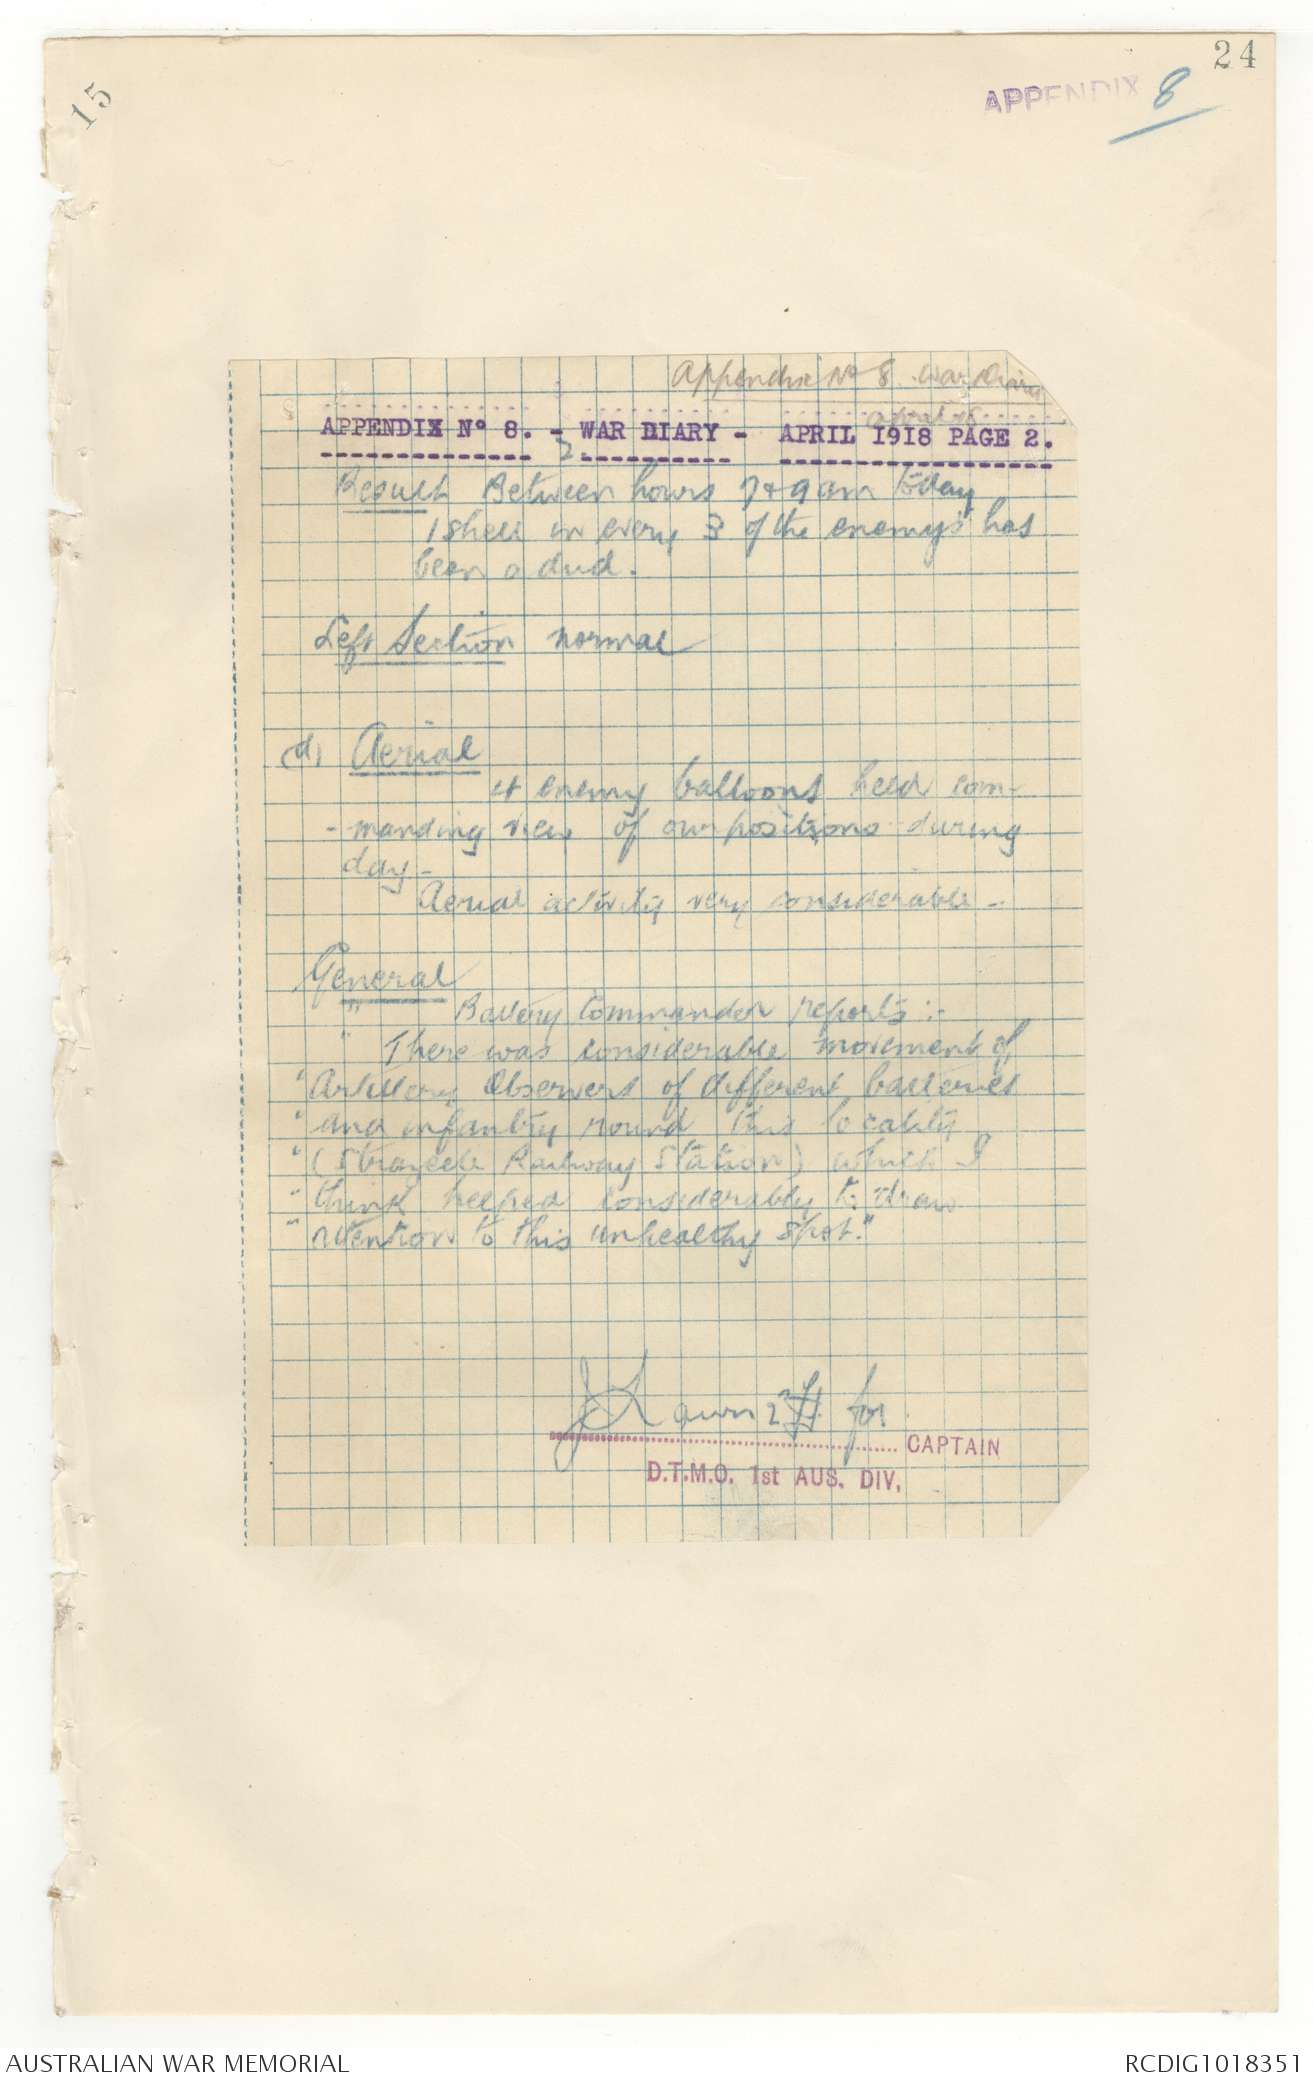 24
15
APPENDIX 8
Appendix No 8. War Diary
April 18
APPENDIX No 8. - WAR DIARY - APRIL 1918 PAGE 2.
2.
Result Between hours 7 & 9 am today
1 shell in every 3 of the enemy's has
been a dud.
Left Section normal
(d) Aerial
4 enemy balloons held com-
-manding view of our positions during
day -
Aerial activity very considerable -
General
" Battery Commander reports :-
" There was considerable movement of
" Artillery Observers of different batteries
" and infantry round this locality
" (Strazeele Railway Station) which I
" think helped considerably to draw
" attention to this unhealthy spot."
2/Lt for
CAPTAIN
D.T.M.O. 1st AUS. DIV.
AUSTRALIAN WAR MEMORIAL
RCDIG1018351